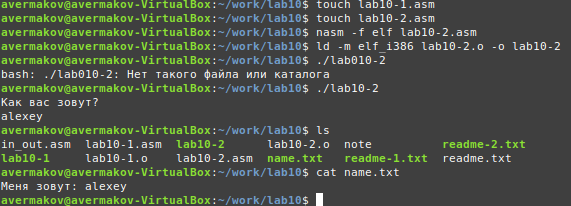 avermakov@avermakov-VirtualBox:~/work/lab10$ touch lab10-1.asm
avermakov@avermakov-VirtualBox:~/work/lab10$ touch lab10-2.asm
avermakov@avermakov-VirtualBox:~/work/lab10$ nasm -f elf lab10-2.asm
avermakov@avermakov-VirtualBox:~/work/lab10$ ld -m elf_i386 lab10-2.o -o lab10-2
avermakov@avermakov-VirtualBox:~/work/lab10$ ./lab010-2
bash: ./lab010-2: Нет такого файла или каталога
avermakov@avermakov-VirtualBox:~/work/lab10$ ./lab10-2
Как вас зовут?
alexey
avermakov@avermakov-VirtualBox:~/work/lab10$ ls
in_out.asm lab10-1.asm lab10-2 lab10-2.o note readme-2.txt
lab10-1 lab10-1.o lab10-2.asm name.txt readme-1.txt readme.txt
avermakov@avermakov-VirtualBox:~/work/lab10$ cat name.txt
Меня зовут: alexey
avermakov@avermakov-VirtualBox:~/work/lab10$